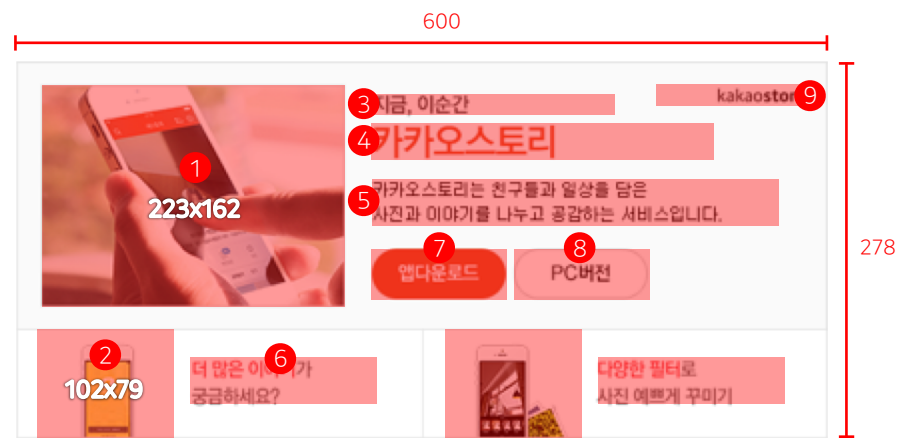 600
278
1
223x162
3
지금, 이순간
kakaostory
9
4
카카오스토리
5
카카오스토리는 친구들과 일상을 담은
사진과 이야기를 나누고 공감하는 서비스입니다.
7
앱다운로드
8
PC버전
2
102x79
6
더 많은 이야기가
궁금하세요?
다양한 필터로
사진 예쁘게 꾸미기